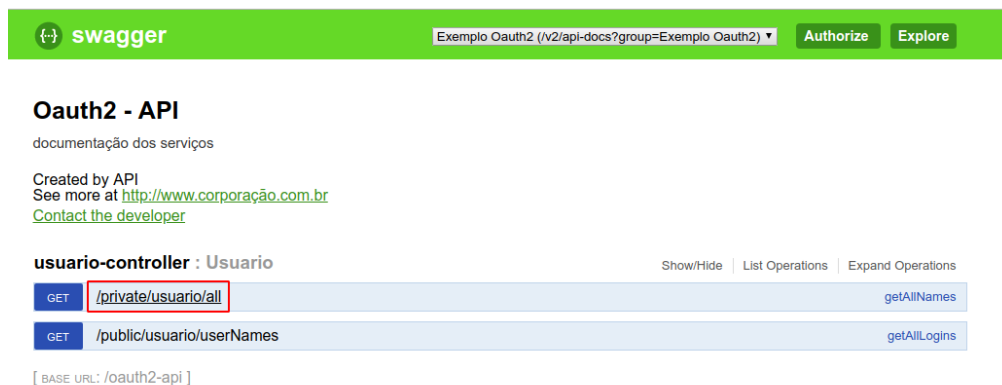 {··} swagger Exemplo Oauth2 (/v2/api-docs?group=Exemplo Oauth2) Authorize Explore
Oauth2 - API
documentação dos serviços
Created by API
See more at http://www.corporação.com.br
Contact the developer
usuario-controller : Usuario Show/Hide List Operations Expand Operations
GET /private/usuario/all getAllNames
GET /public/usuario/userNames getAllLogins
[ BASE URL: /oauth2-api ]